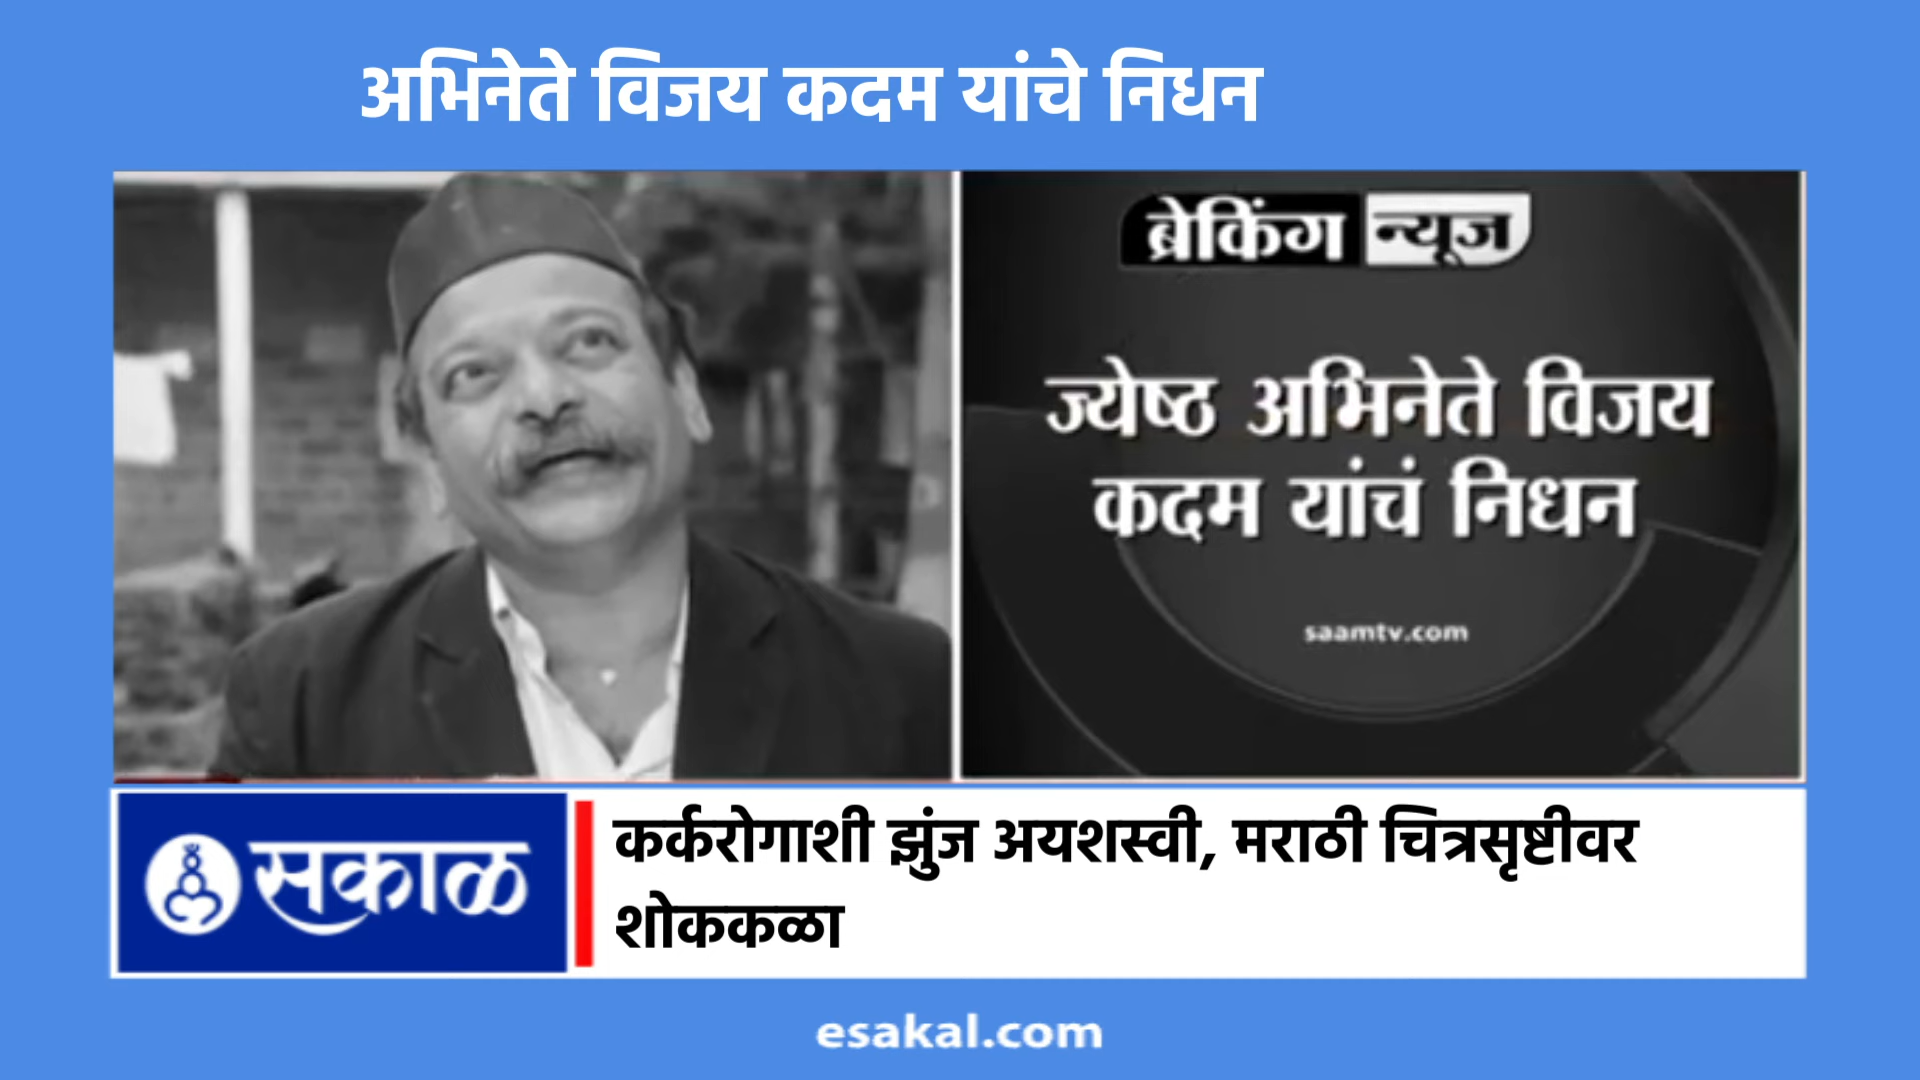 अभिनेते विजय कदम यांचे निधन
ब्रेकिंग न्यूज
ज्येष्ठ अभिनेते विजय
कदम यांचं निधन
saamtv.com
सकाळ
कर्करोगाशी झुंज अयशस्वी, मराठी चित्रसृष्टीवर
शोककळा
esakal.com